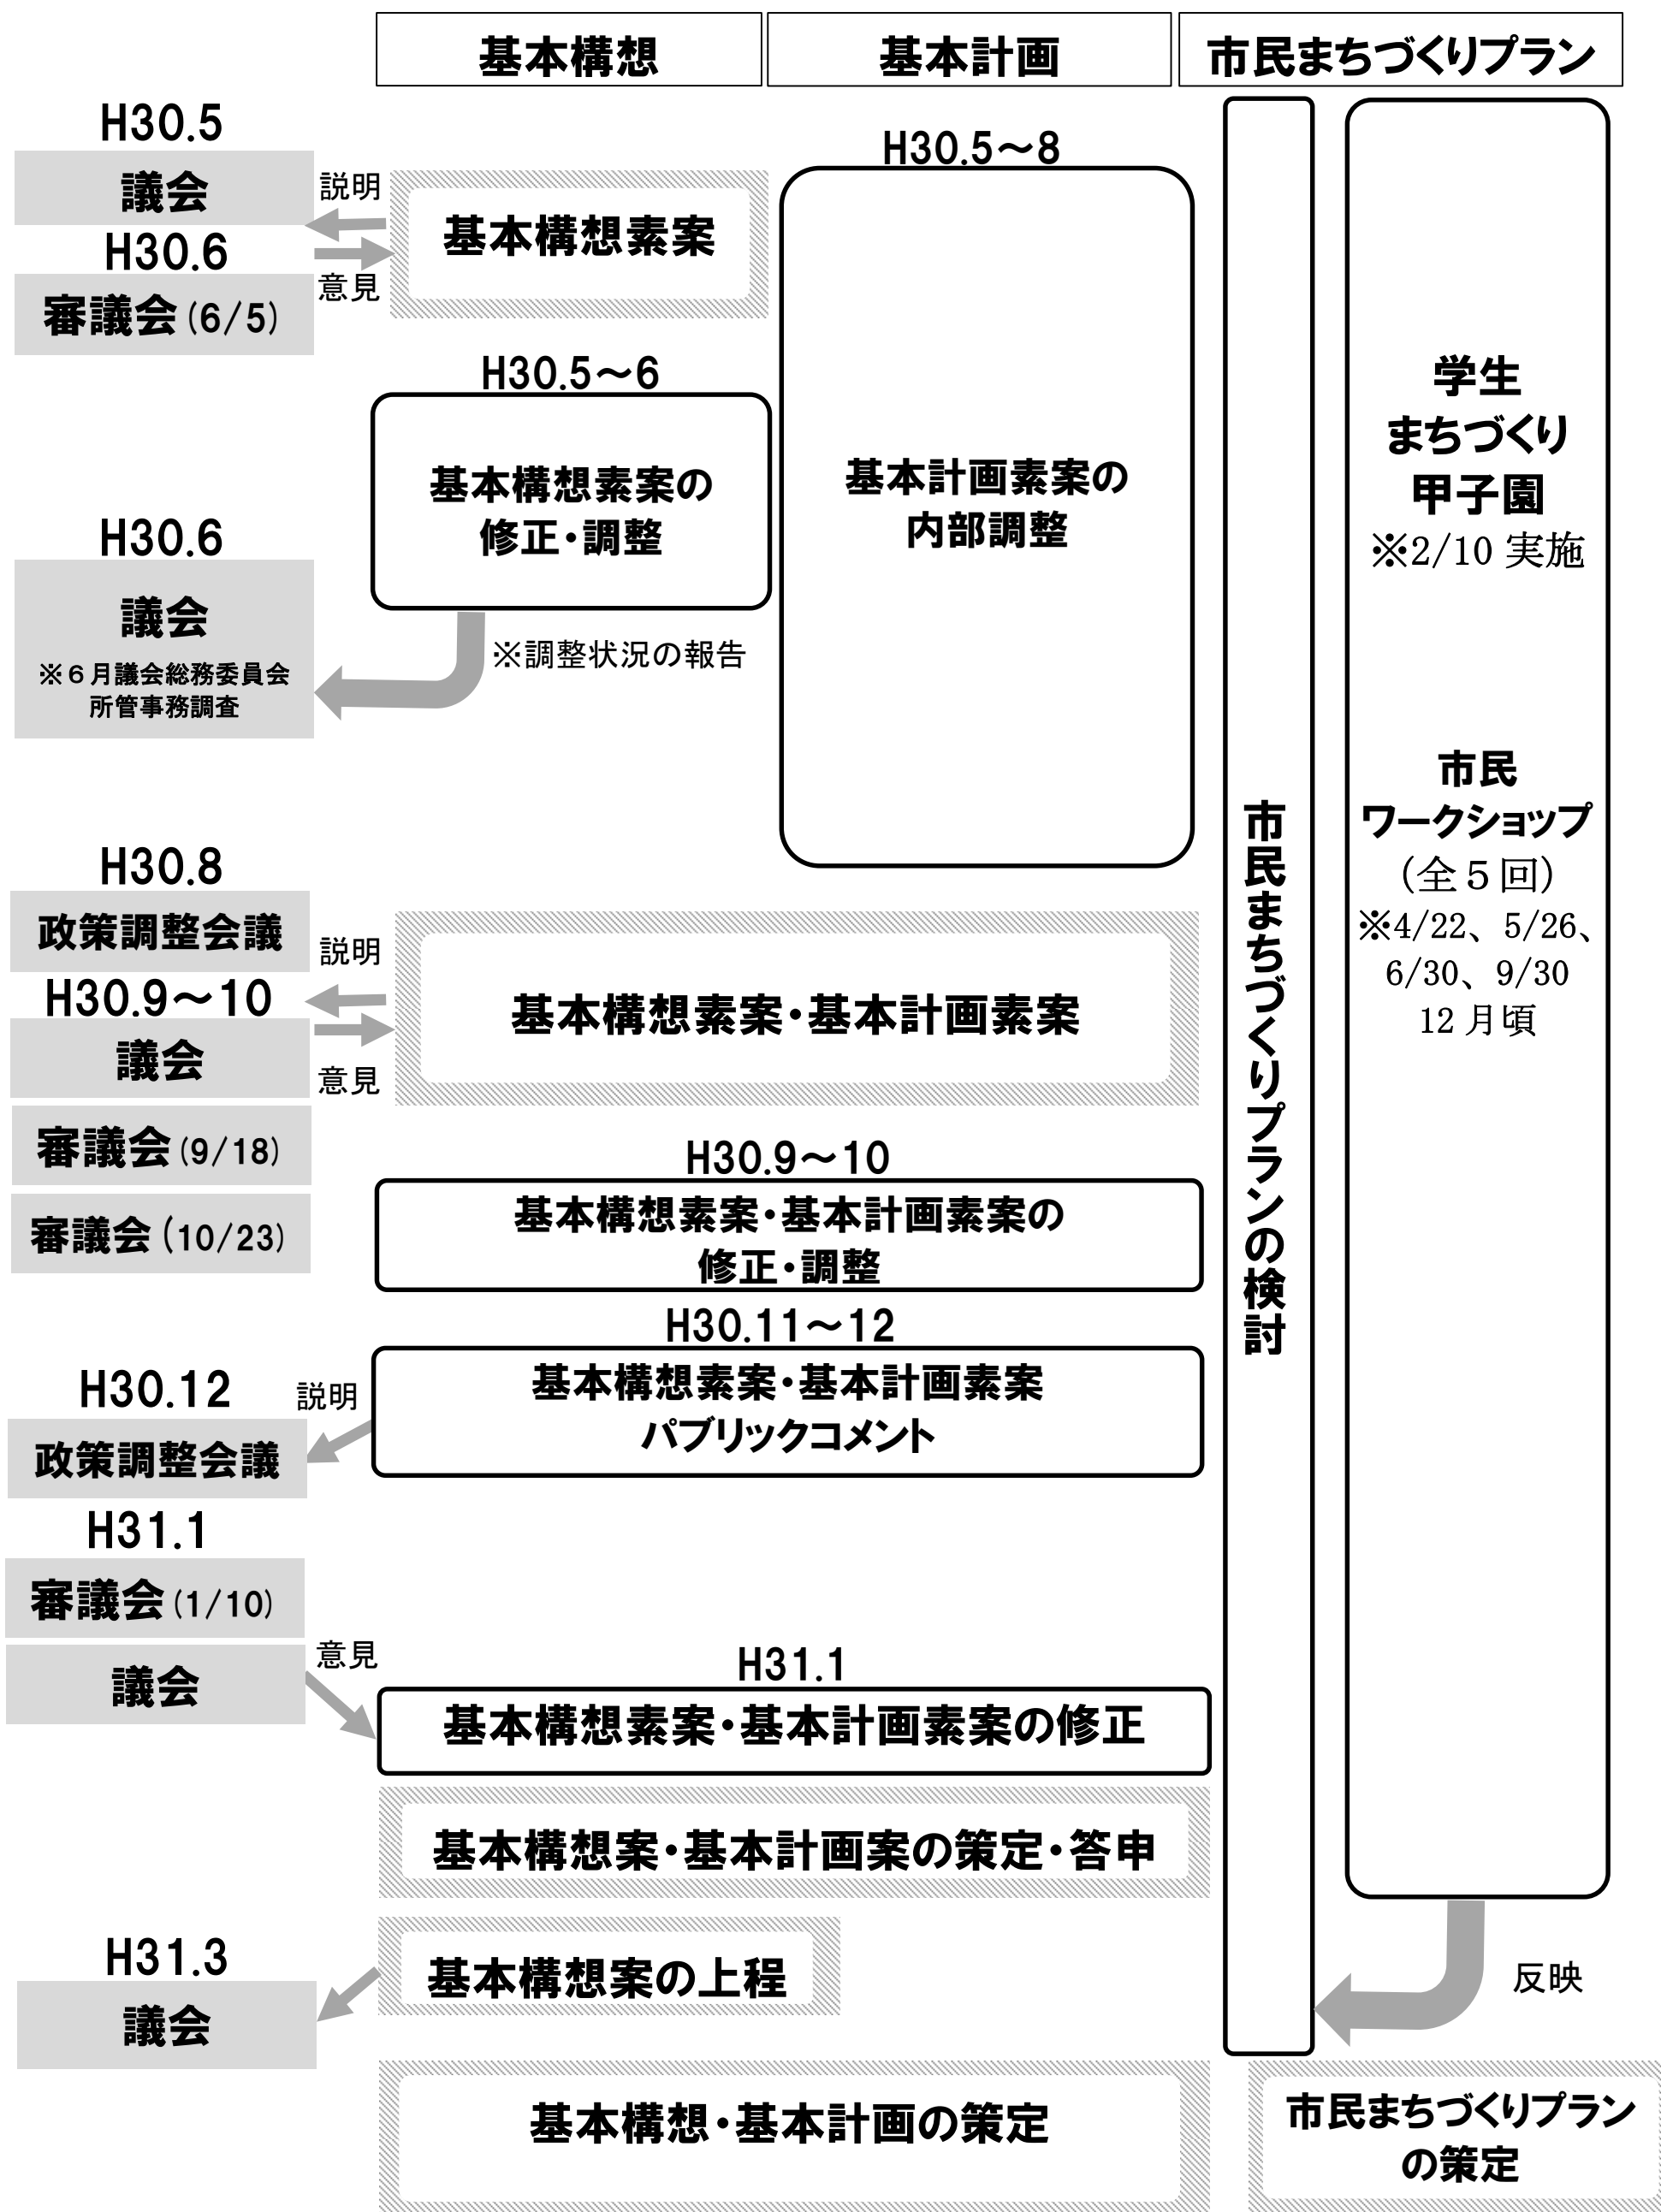 基本構想
基本計画
市民まちづくりプラン
H30.5
議会
説明
H30.6
審議会(6/5)
意見
基本構想素案
H30.5～6
基本構想素案の
修正・調整
H30.6
議会
※６月議会総務委員会
所管事務調査
※調整状況の報告
H30.5～8
基本計画素案の
内部調整
H30.8
政策調整会議
説明
H30.9～10
議会
意見
審議会(9/18)
審議会(10/23)
基本構想素案・基本計画素案
H30.9～10
基本構想素案・基本計画素案の
修正・調整
H30.11～12
基本構想素案・基本計画素案
パブリックコメント
H30.12
説明
政策調整会議
H31.1
審議会(1/10)
議会
意見
H31.1
基本構想素案・基本計画素案の修正
基本構想案・基本計画案の策定・答申
H31.3
議会
基本構想案の上程
基本構想・基本計画の策定
市民まちづくりプランの検討
学生
まちづくり
甲子園
※2/10 実施
市民
ワークショップ
（全５回）
※4/22、5/26、
6/30、9/30
12 月頃
反映
市民まちづくりプラン
の策定